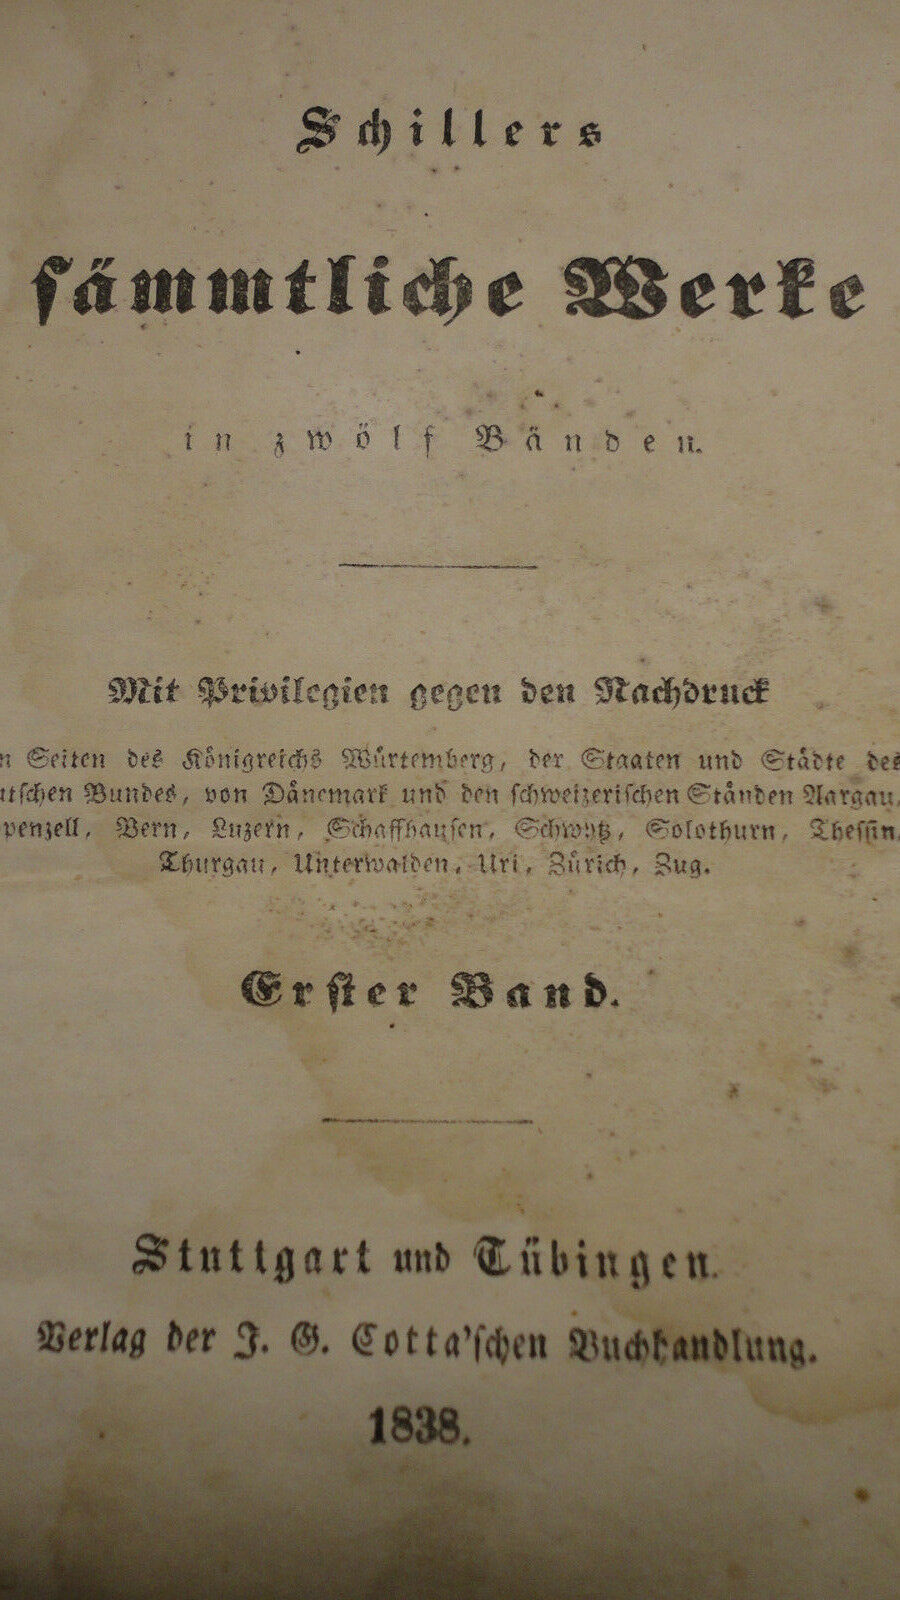 Schillers
sämmtliche Werke
in zwölf Bänden.
Mit Privilegien gegen den Nachdruck
n Seiten des Königreichs Würtemberg, der Staaten und Städte des
utschen Bundes, von Dänemark und den schweizerischen Ständen Aargau,
penzell, Bern, Luzern, Schaffhausen, Schwytz, Solothurn, Thessin,
Thurgau, Unterwalden, Uri, Zürich, Zug.
Erster Band.
Stuttgart und Tübingen.
Verlag der J. G. Cotta'schen Buchhandlung.
1838.